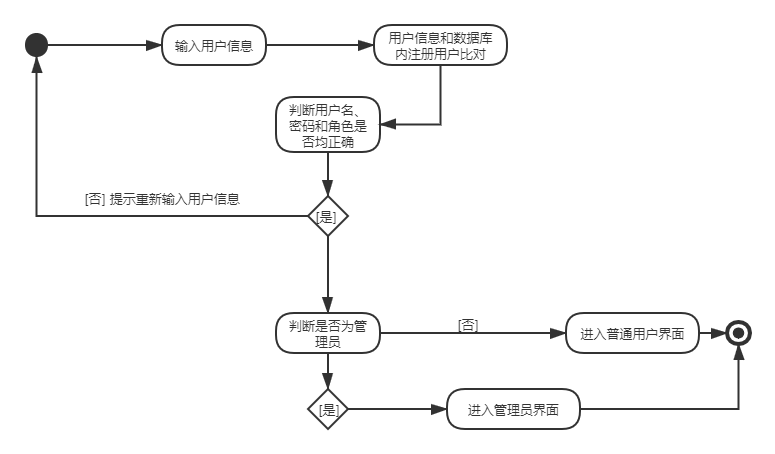 输入用户信息
用户信息和数据库
内注册用户比对
判断用户名、
密码和角色是
否均正确
[否] 提示重新输入用户信息
[是]
判断是否为管
理员
[否]
进入普通用户界面
[是]
进入管理员界面